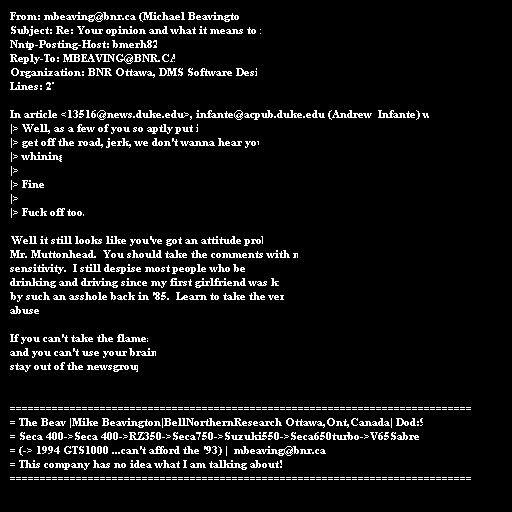 From: mbeaving@bnr.ca (Michael Beavingto
Subject: Re: Your opinion and what it means to
Nntp-Posting-Host: bmerh82
Reply-To: MBEAVING@BNR.CA
Organization: BNR Ottawa, DMS Software Desi
Lines: 27
In article <13516@news.duke.edu>, infante@acpub.duke.edu (Andrew Infante) w
|> Well, as a few of you so aptly put i
|> get off the road, jerk, we don't wanna hear you
|> whining
|>
|> Fine
|>
|> Fuck off too.
Well it still looks like you've got an attitude prob
Mr. Muttonhead.  You should take the comments with
sensitivity.  I still despise most people who be
drinking and driving since my first girlfriend was k
by such an asshole back in '85.  Learn to take the ver
abuse
If you can't take the flames
and you can't use your brain
stay out of the newsgroup
=============================================================================
= The Beav |Mike Beavington|BellNorthernResearch Ottawa,Ont,Canada| Dod:9
= Seca 400->Seca 400->RZ350->Seca750->Suzuki550->Seca650turbo->V65Sabre
= (-> 1994 GTS1000 ...can't afford the '93) |  mbeaving@bnr.ca
= This company has no idea what I am talking about!
=============================================================================